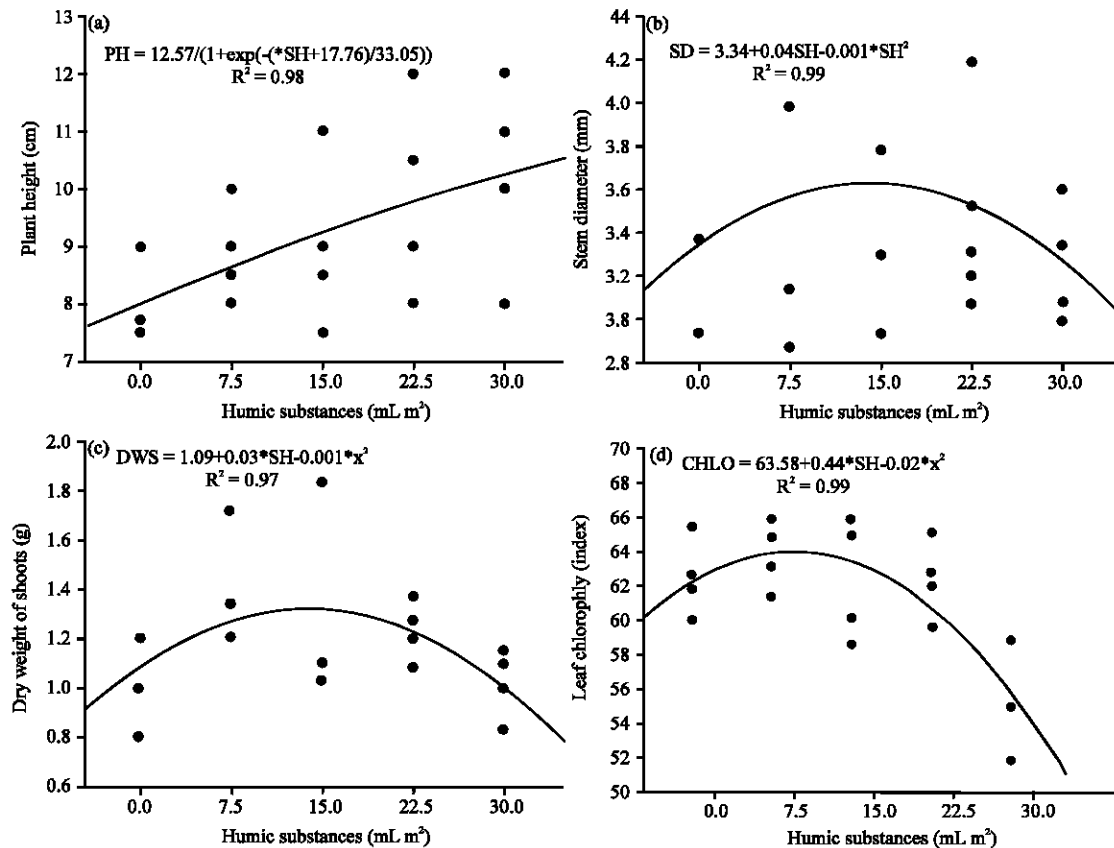 (a)
PH = 12.57/(1+exp(-(*SH+17.76)/33.05))
R² = 0.98
13
12
11
10
9
8
7
Plant height (cm)
0.0 7.5 15.0 22.5 30.0
Humic substances (mL m²)
(b)
SD = 3.34+0.04SH-0.001*SH²
R² = 0.99
4.4
4.0
3.6
3.4
3.2
3.8
2.8
Stem diameter (mm)
0.0 7.5 15.0 22.5 30.0
Humic substances (mL m²)
(c)
DWS = 1.09+0.03*SH-0.001*x²
R² = 0.97
2.0
1.8
1.6
1.4
1.2
1.0
0.8
0.6
Dry weight of shoots (g)
0.0 7.5 15.0 22.5 30.0
Humic substances (mL m²)
(d)
CHLO = 63.58+0.44*SH-0.02*x²
R² = 0.99
70
68
66
64
62
60
56
54
52
50
Leaf chlorophly (index)
0.0 7.5 15.0 22.5 30.0
Humic substances (mL m²)